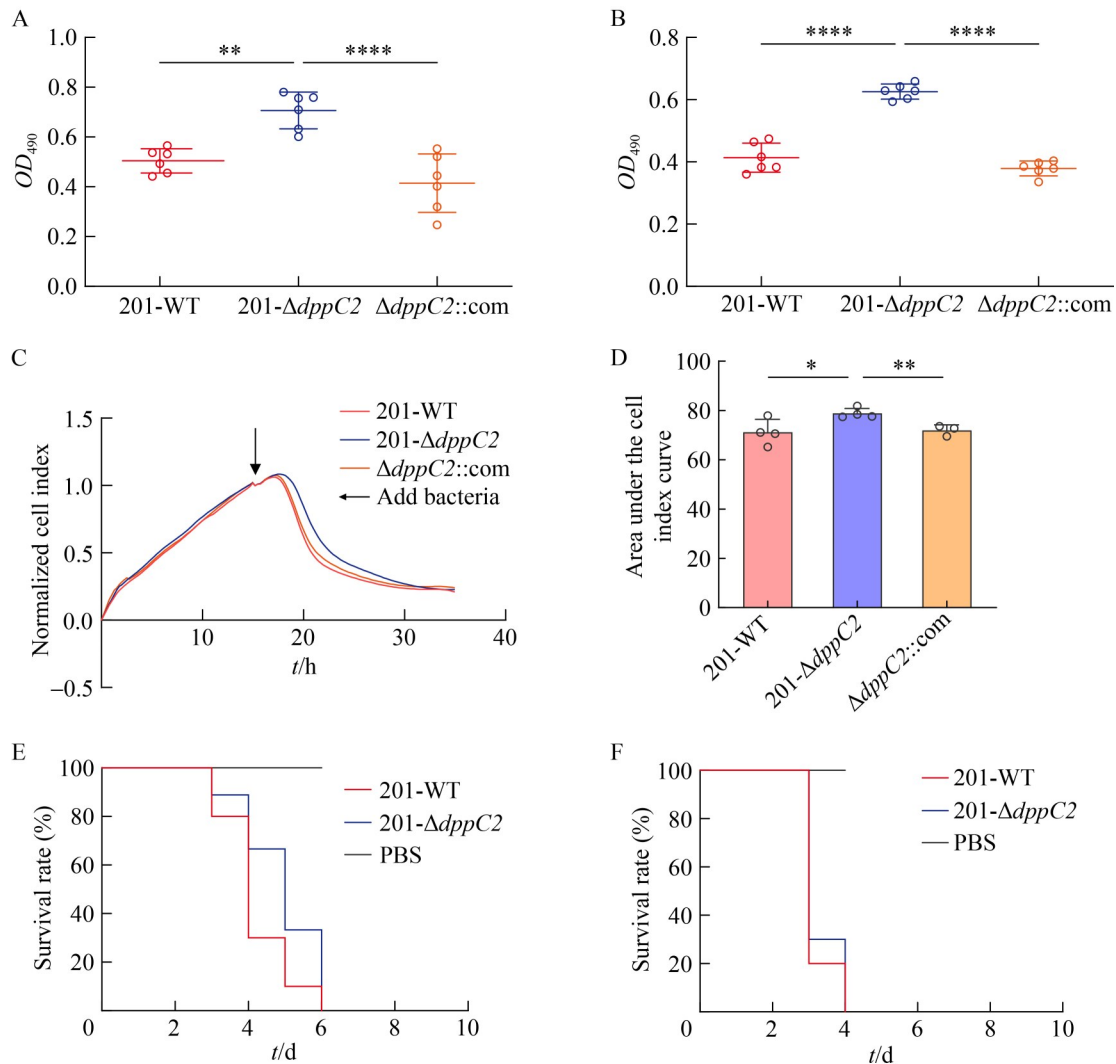 A
1.0
0.8
0.6
0.4
0.2
0.0
OD490
** ****
201-WT 201-ΔdppC2 ΔdppC2::com
B
0.8
0.6
0.4
0.2
0.0
OD490
**** ****
201-WT 201-ΔdppC2 ΔdppC2::com
C
1.5
1.0
0.5
0.0
−0.5
Normalized cell index
10 20 30 40
t/h
201-WT
201-ΔdppC2
ΔdppC2::com
Add bacteria
D
100
80
60
40
20
0
Area under the cell
index curve
* **
201-WT
201-ΔdppC2
ΔdppC2::com
E
100
80
60
40
20
Survival rate (%)
0 2 4 6 8 10
t/d
201-WT
201-ΔdppC2
PBS
F
100
80
60
40
20
Survival rate (%)
0 2 4 6 8 10
t/d
201-WT
201-ΔdppC2
PBS